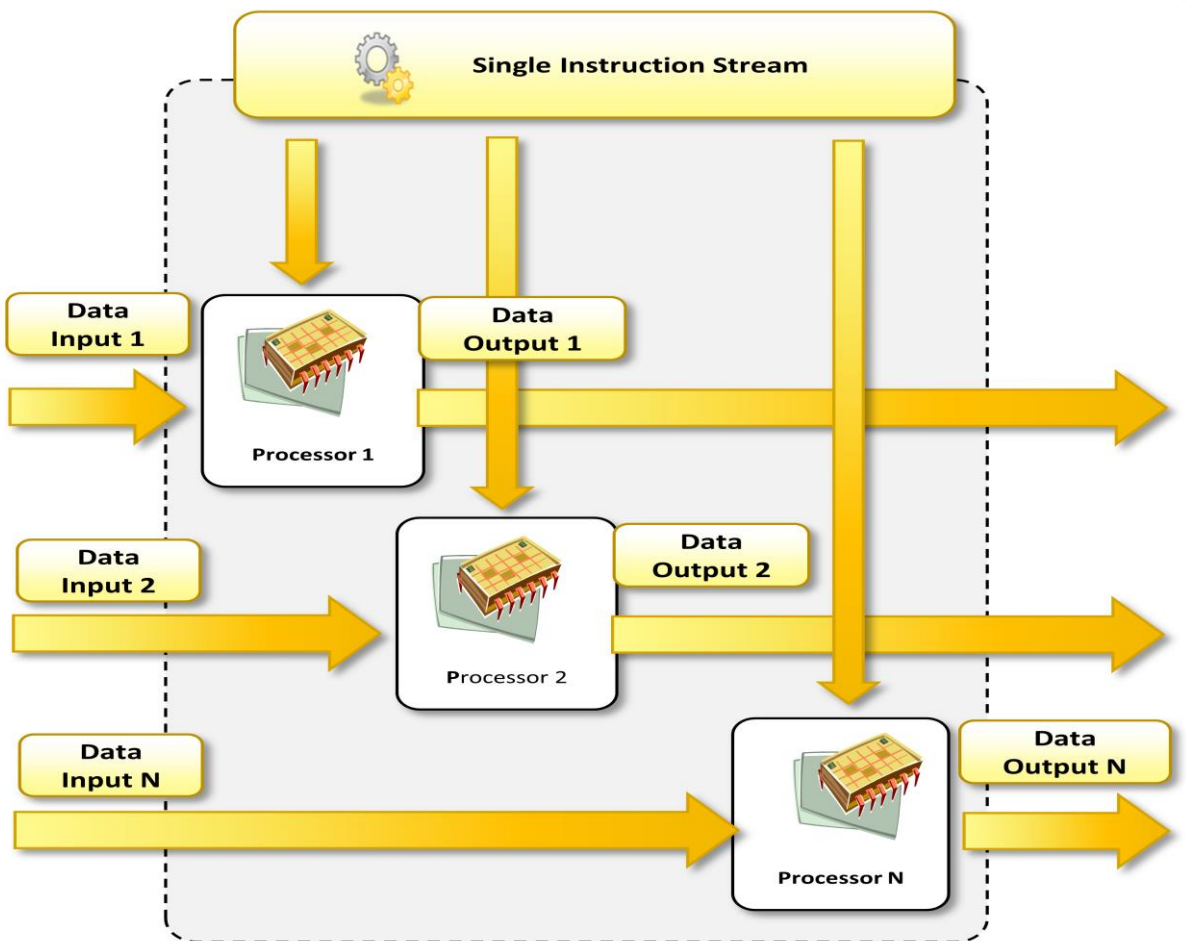 Single Instruction Stream
Data
Input 1
Data
Output 1
Processor 1
Data
Input 2
Data
Output 2
Processor 2
Data
Input N
Data
Output N
Processor N